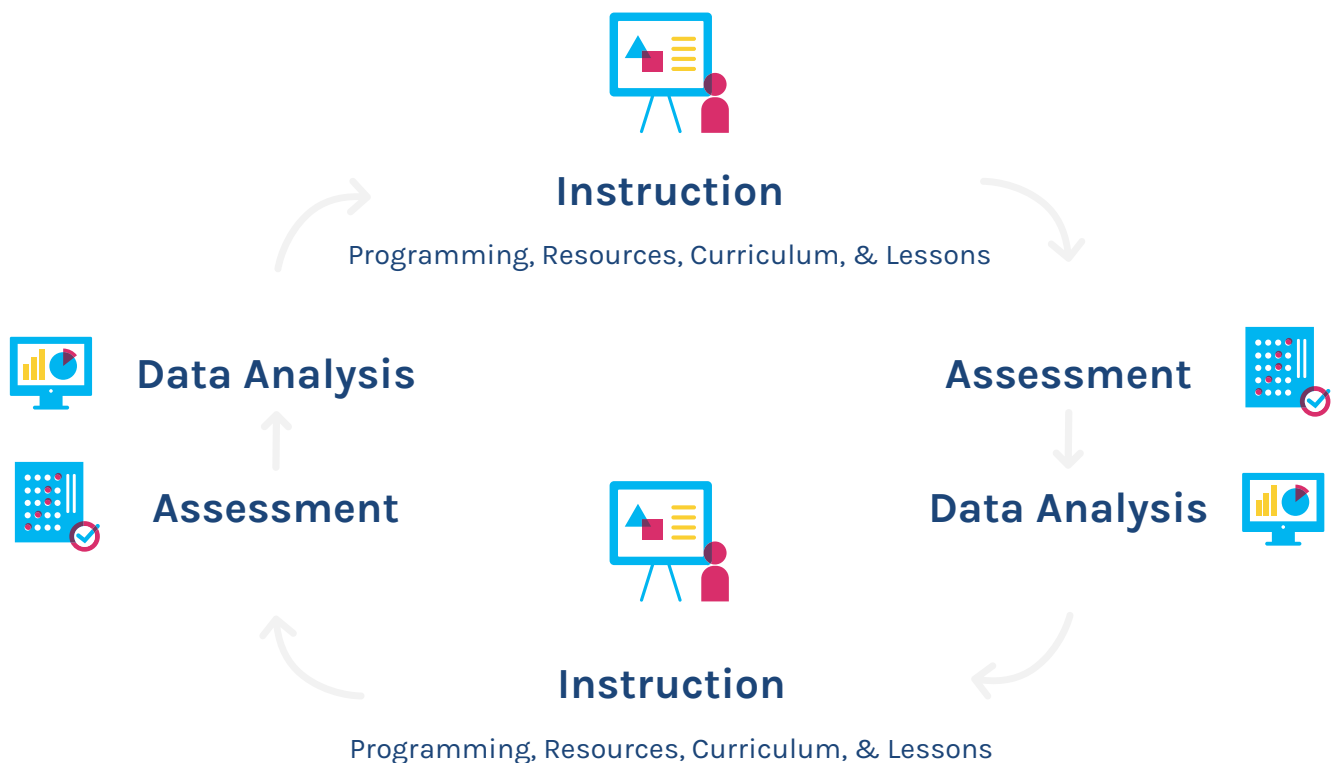 Instruction
Programming, Resources, Curriculum, & Lessons
Data Analysis
Assessment
Assessment
Data Analysis
Instruction
Programming, Resources, Curriculum, & Lessons